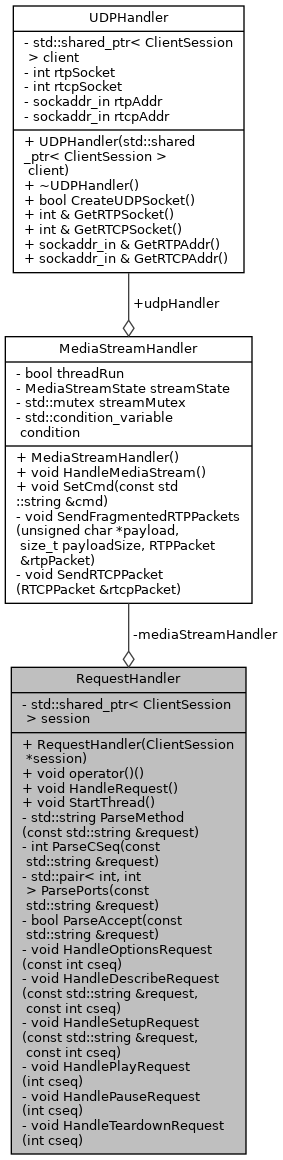 UDPHandler
- std::shared_ptr< ClientSession
 > client
- int rtpSocket
- int rtcpSocket
- sockaddr_in rtpAddr
- sockaddr_in rtcpAddr
+ UDPHandler(std::shared
_ptr< ClientSession >
 client)
+ ~UDPHandler()
+ bool CreateUDPSocket()
+ int & GetRTPSocket()
+ int & GetRTCPSocket()
+ sockaddr_in & GetRTPAddr()
+ sockaddr_in & GetRTCPAddr()
+udpHandler
MediaStreamHandler
- bool threadRun
- MediaStreamState streamState
- std::mutex streamMutex
- std::condition_variable
 condition
+ MediaStreamHandler()
+ void HandleMediaStream()
+ void SetCmd(const std
::string &cmd)
- void SendFragmentedRTPPackets
(unsigned char *payload,
 size_t payloadSize, RTPPacket
 &rtpPacket)
- void SendRTCPPacket
(RTCPPacket &rtcpPacket)
-mediaStreamHandler
RequestHandler
- std::shared_ptr< ClientSession
 > session
+ RequestHandler(ClientSession
 *session)
+ void operator()()
+ void HandleRequest()
+ void StartThread()
- std::string ParseMethod
(const std::string &request)
- int ParseCSeq(const
 std::string &request)
- std::pair< int, int
 > ParsePorts(const
 std::string &request)
- bool ParseAccept(const
 std::string &request)
- void HandleOptionsRequest
(const int cseq)
- void HandleDescribeRequest
(const std::string &request,
 const int cseq)
- void HandleSetupRequest
(const std::string &request,
 const int cseq)
- void HandlePlayRequest
(int cseq)
- void HandlePauseRequest
(int cseq)
- void HandleTeardownRequest
(int cseq)